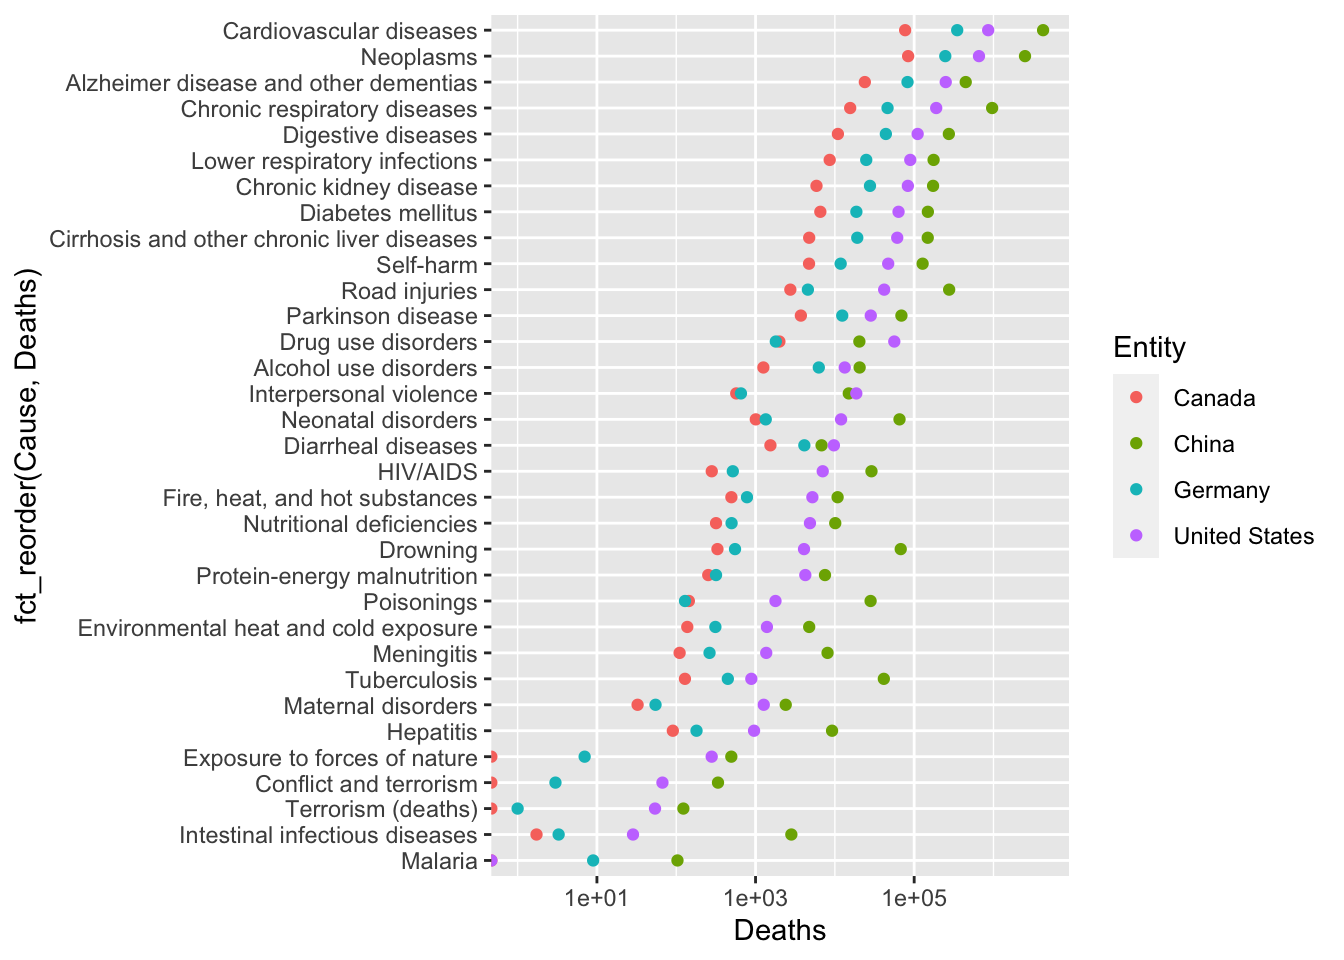 fct_reorder(Cause, Deaths)
Cardiovascular diseases
Neoplasms
Alzheimer disease and other dementias
Chronic respiratory diseases
Digestive diseases
Lower respiratory infections
Chronic kidney disease
Diabetes mellitus
Cirrhosis and other chronic liver diseases
Self-harm
Road injuries
Parkinson disease
Drug use disorders
Alcohol use disorders
Interpersonal violence
Neonatal disorders
Diarrheal diseases
HIV/AIDS
Fire, heat, and hot substances
Nutritional deficiencies
Drowning
Protein-energy malnutrition
Poisonings
Environmental heat and cold exposure
Meningitis
Tuberculosis
Maternal disorders
Hepatitis
Exposure to forces of nature
Conflict and terrorism
Terrorism (deaths)
Intestinal infectious diseases
Malaria
1e+01 1e+03 1e+05
Deaths
Entity
Canada
China
Germany
United States